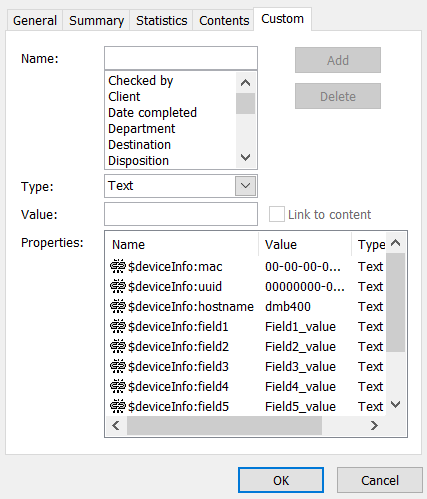 General Summary Statistics Contents Custom
Name: Add
Checked by
Client
Date completed
Department
Destination
Disposition
Delete
Type: Text
Value: Link to content
Properties: Name Value Type
$deviceInfo:mac 00-00-00-0... Text
$deviceInfo:uuid 00000000-0... Text
$deviceInfo:hostname dmb400 Text
$deviceInfo:field1 Field1_value Text
$deviceInfo:field2 Field2_value Text
$deviceInfo:field3 Field3_value Text
$deviceInfo:field4 Field4_value Text
$deviceInfo:field5 Field5_value Text
OK Cancel